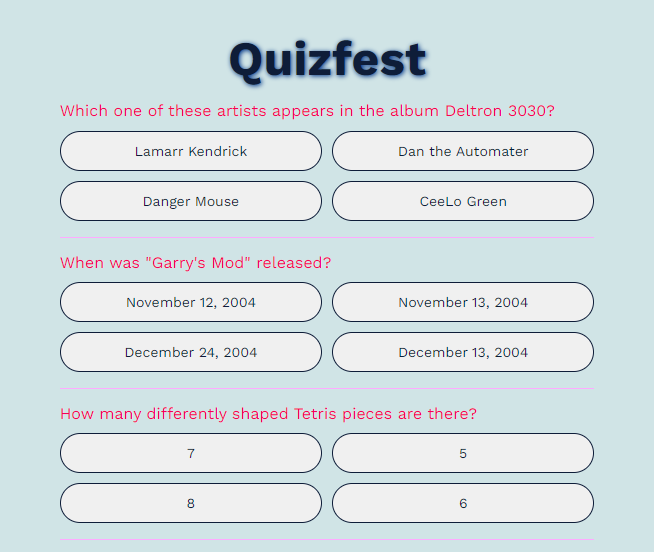 Quizfest
Which one of these artists appears in the album Deltron 3030?
Lamarr Kendrick
Dan the Automater
Danger Mouse
CeeLo Green
When was "Garry's Mod" released?
November 12, 2004
November 13, 2004
December 24, 2004
December 13, 2004
How many differently shaped Tetris pieces are there?
7
5
8
6